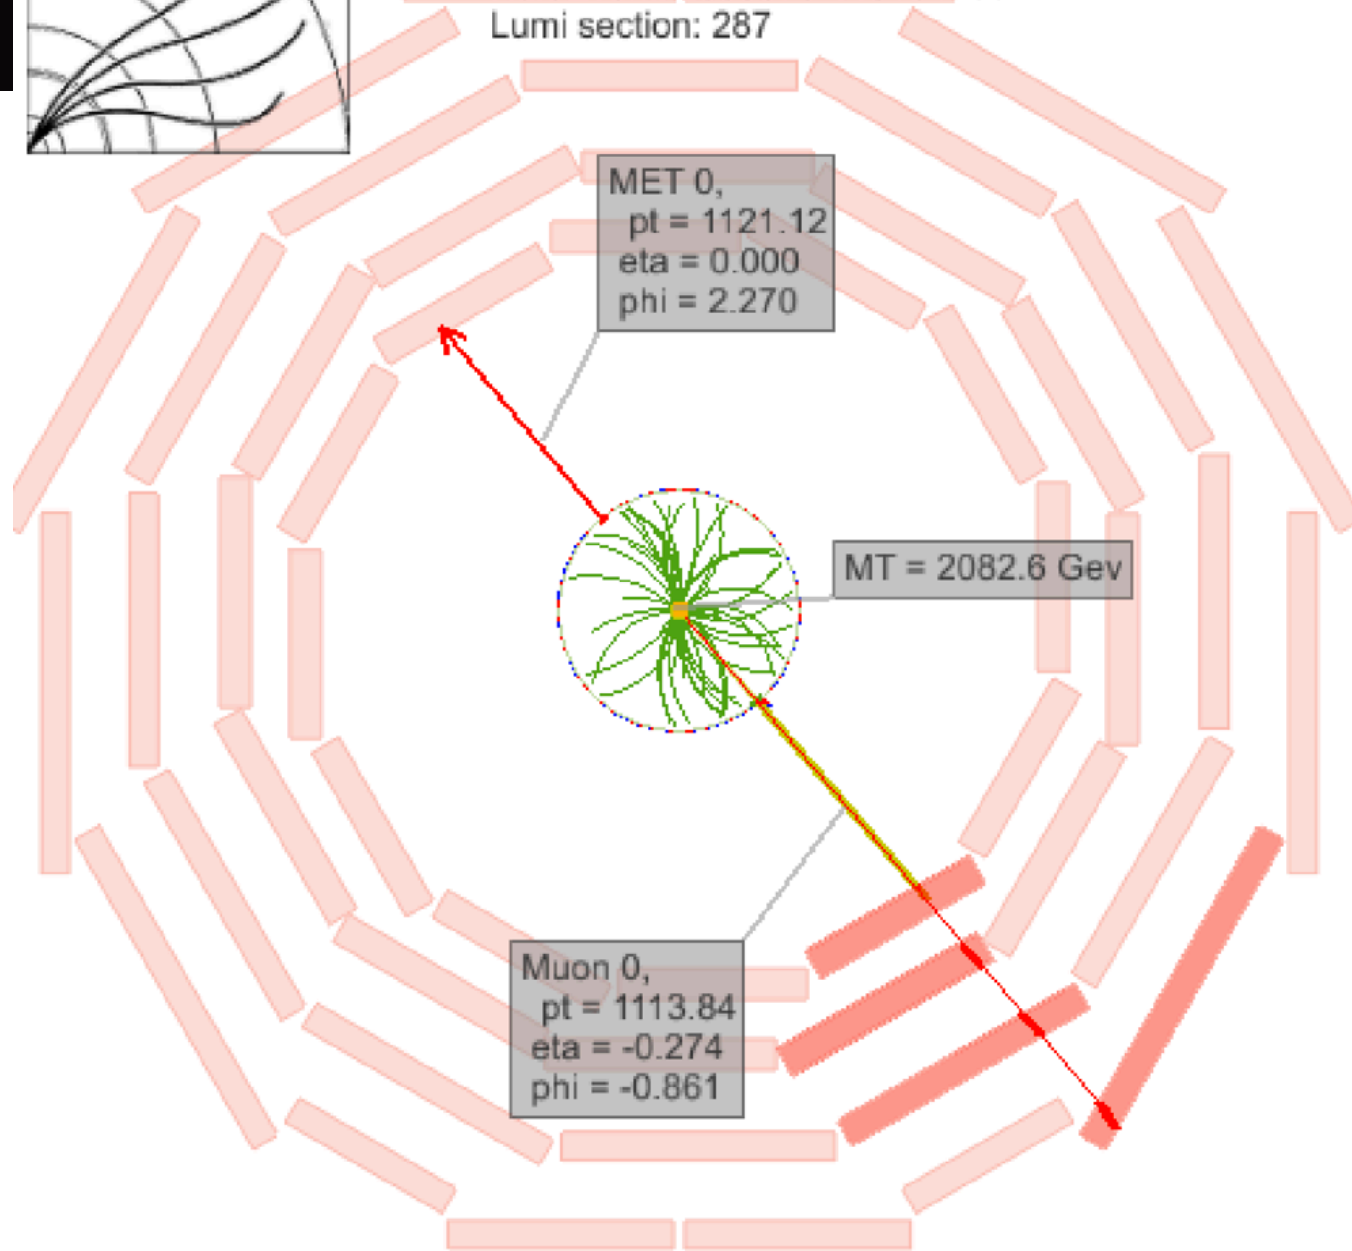 Lumi section: 287
MET 0,
pt = 1121.12
eta = 0.000
phi = 2.270
MT = 2082.6 Gev
Muon 0,
pt = 1113.84
eta = -0.274
phi = -0.861